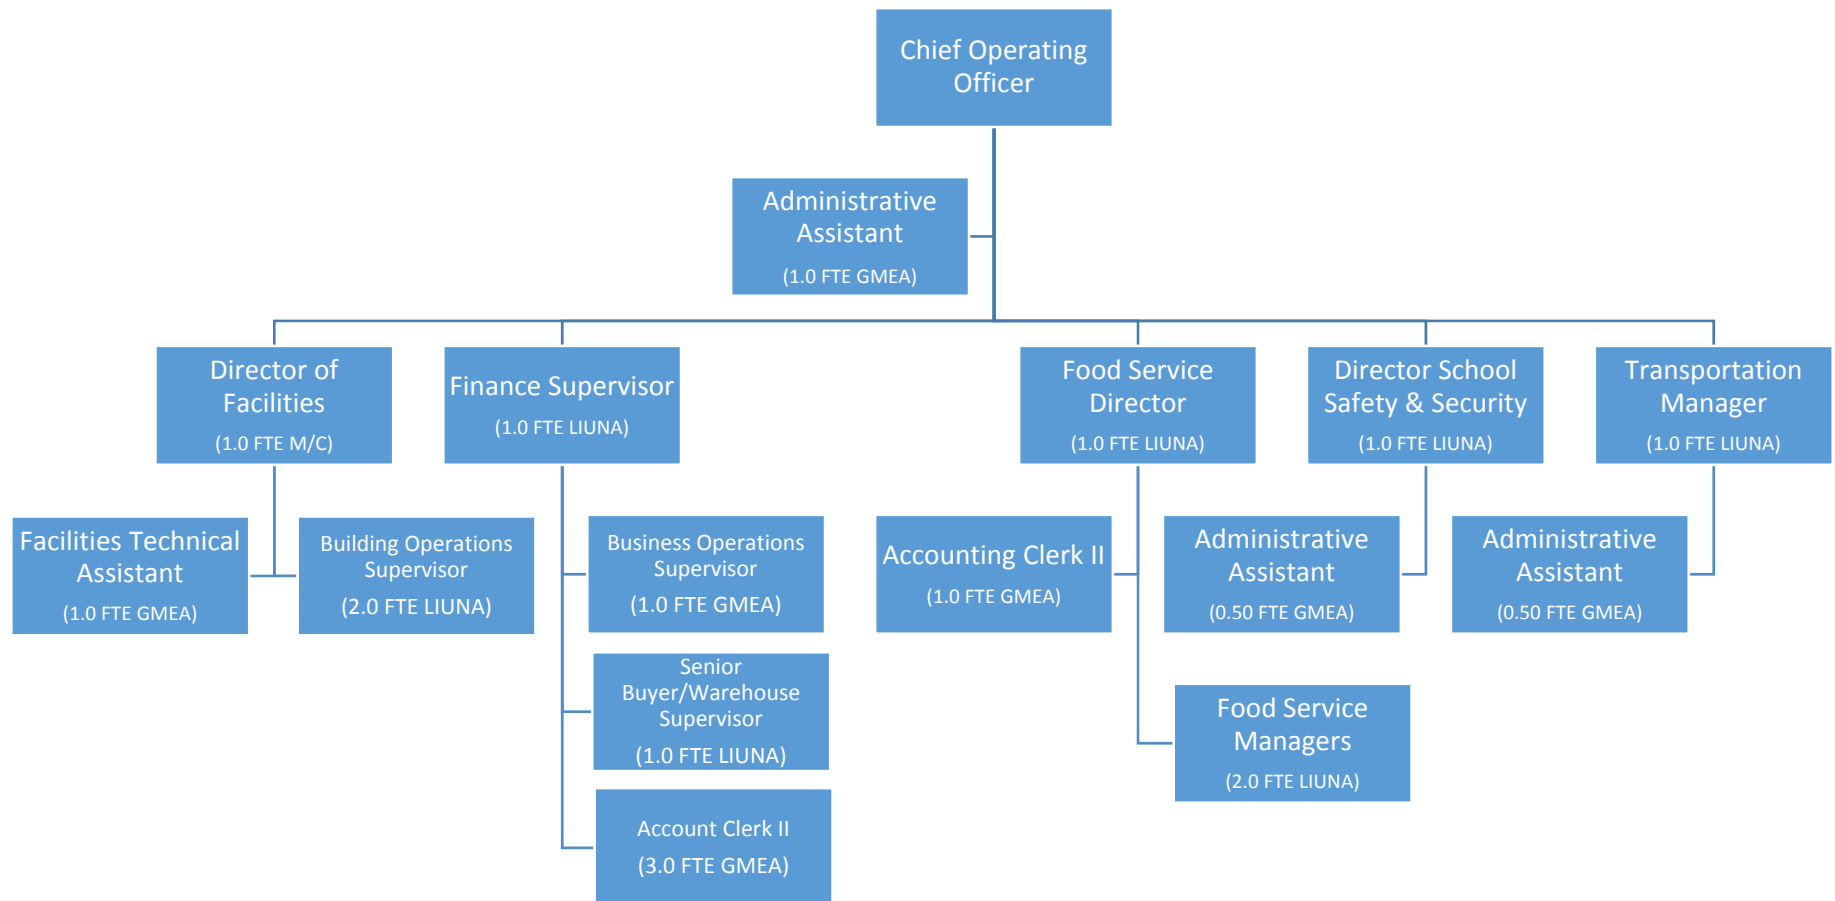 Chief Operating
Officer
Administrative
Assistant
(1.0 FTE GMEA)
Director of
Facilities
(1.0 FTE M/C)
Finance Supervisor
(1.0 FTE LIUNA)
Food Service
Director
(1.0 FTE LIUNA)
Director School
Safety & Security
(1.0 FTE LIUNA)
Transportation
Manager
(1.0 FTE LIUNA)
Facilities Technical
Assistant
(1.0 FTE GMEA)
Building Operations
Supervisor
(2.0 FTE LIUNA)
Business Operations
Supervisor
(1.0 FTE GMEA)
Accounting Clerk II
(1.0 FTE GMEA)
Administrative
Assistant
(0.50 FTE GMEA)
Administrative
Assistant
(0.50 FTE GMEA)
Senior
Buyer/Warehouse
Supervisor
(1.0 FTE LIUNA)
Food Service
Managers
(2.0 FTE LIUNA)
Account Clerk II
(3.0 FTE GMEA)